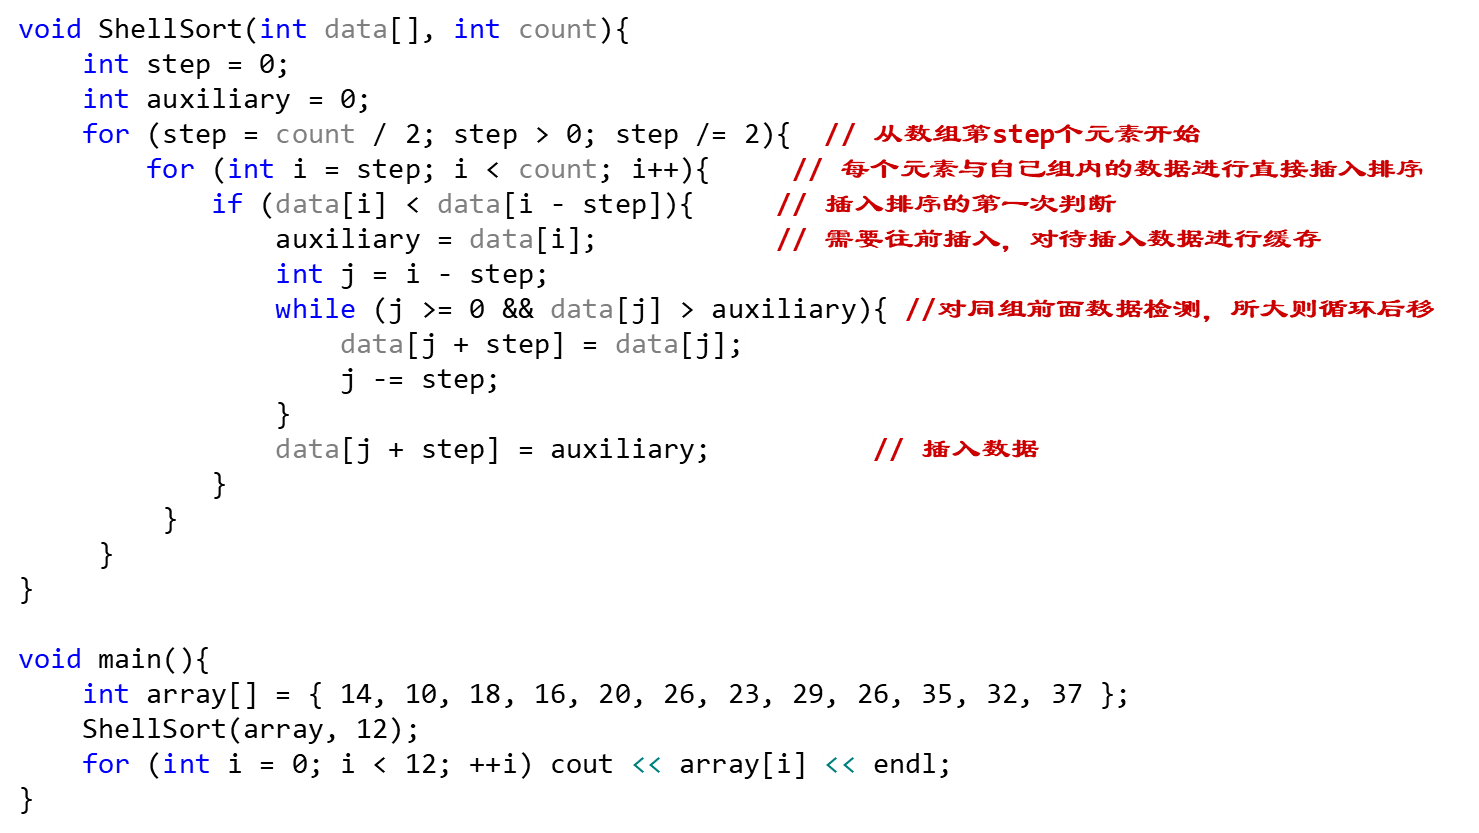 void ShellSort(int data[], int count){
    int step = 0;
    int auxiliary = 0;
    for (step = count / 2; step > 0; step /= 2){  // 从数组第step个元素开始
        for (int i = step; i < count; i++){     // 每个元素与自己组内的数据进行直接插入排序
            if (data[i] < data[i - step]){     // 插入排序的第一次判断
                auxiliary = data[i];           // 需要往前插入，对待插入数据进行缓存
                int j = i - step;
                while (j >= 0 && data[j] > auxiliary){ //对同组前面数据检测，所大则循环后移
                    data[j + step] = data[j];
                    j -= step;
                }
                data[j + step] = auxiliary;          // 插入数据
            }
         }
     }
}
void main(){
    int array[] = { 14, 10, 18, 16, 20, 26, 23, 29, 26, 35, 32, 37 };
    ShellSort(array, 12);
    for (int i = 0; i < 12; ++i) cout << array[i] << endl;
}